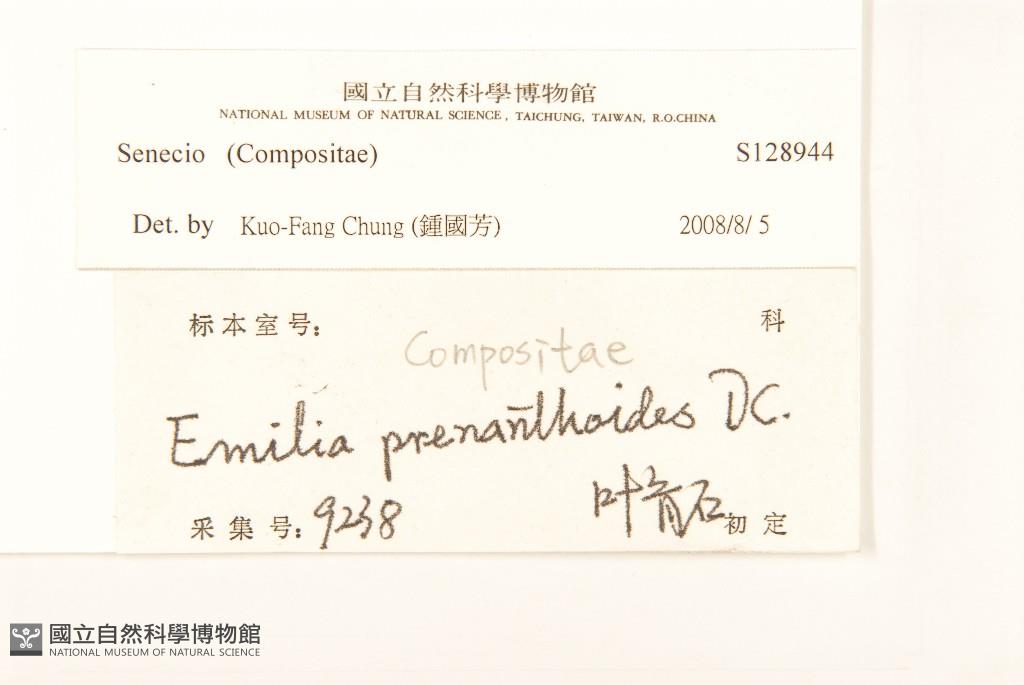 國立自然科學博物館
NATIONAL MUSEUM OF NATURAL SCIENCE, TAICHUNG, TAIWAN, R.O.CHINA
Senecio (Compositae) S128944
Det. by Kuo-Fang Chung (鍾國芳) 2008/8/ 5
标本室号: 科
Compositae
Emilia prenanthoides DC.
采集号: 9238 叶育石 初定
國立自然科學博物館
NATIONAL MUSEUM OF NATURAL SCIENCE